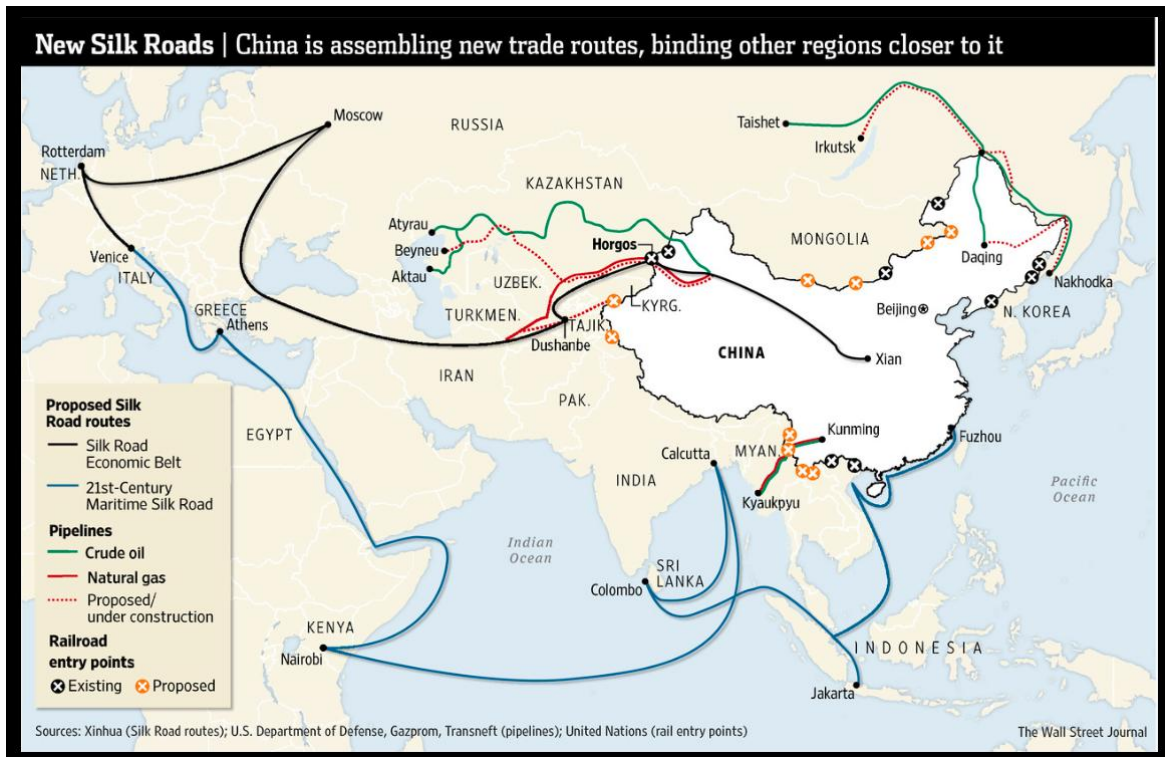 New Silk Roads | China is assembling new trade routes, binding other regions closer to it
Moscow
RUSSIA
Taishet
Irkutsk
Rotterdam
NETH.
KAZAKHSTAN
Atyrau
Beyneu
Aktau
Horgos
MONGOLIA
Venice
ITALY
UZBEK.
Daqing
Nakhodka
GREECE
Athens
TURKMEN.
KYRG.
TAJIK.
Dushanbe
Beijing
N. KOREA
CHINA
Xian
IRAN
PAK.
EGYPT
Calcutta
MYAN.
Kunming
Fuzhou
INDIA
Kyaukpyu
Pacific
Ocean
Indian
Ocean
SRI
LANKA
Colombo
KENYA
Nairobi
INDONESIA
Jakarta
Proposed Silk
Road routes
Silk Road
Economic Belt
21st-Century
Maritime Silk Road
Pipelines
Crude oil
Natural gas
Proposed/
under construction
Railroad
entry points
Existing Proposed
Sources: Xinhua (Silk Road routes); U.S. Department of Defense, Gazprom, Transneft (pipelines); United Nations (rail entry points)
The Wall Street Journal